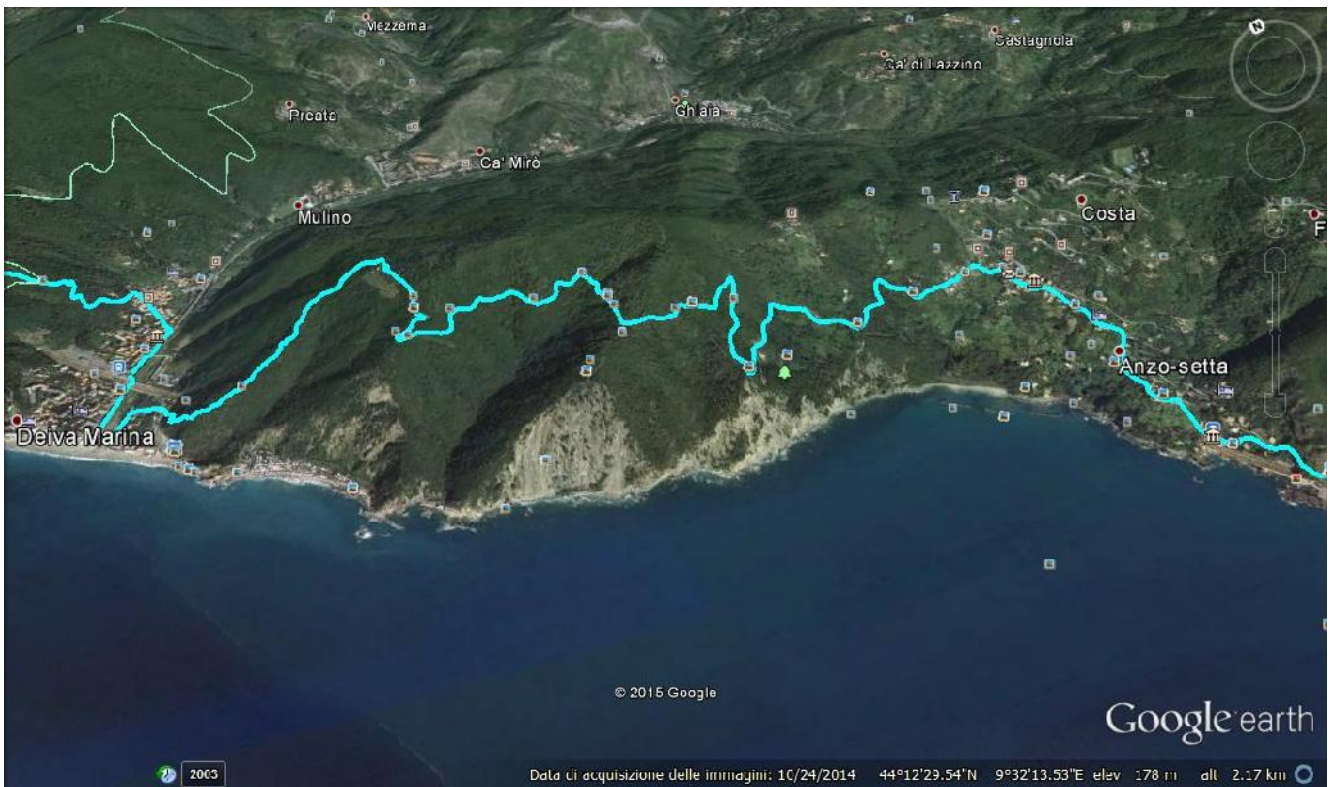 Mezzema
Castagnola
Ca' di Lazzino
Piccata
Ghiaia
Ca' Mirò
Mulino
Costa
F
Anzo-setta
Deiva Marina
N
© 2015 Google
Google earth
2003
Data di acquisizione delle immagini: 10/24/2014 44°12'29.54"N 9°32'13.53"E elev 178 m alt 2.17 km